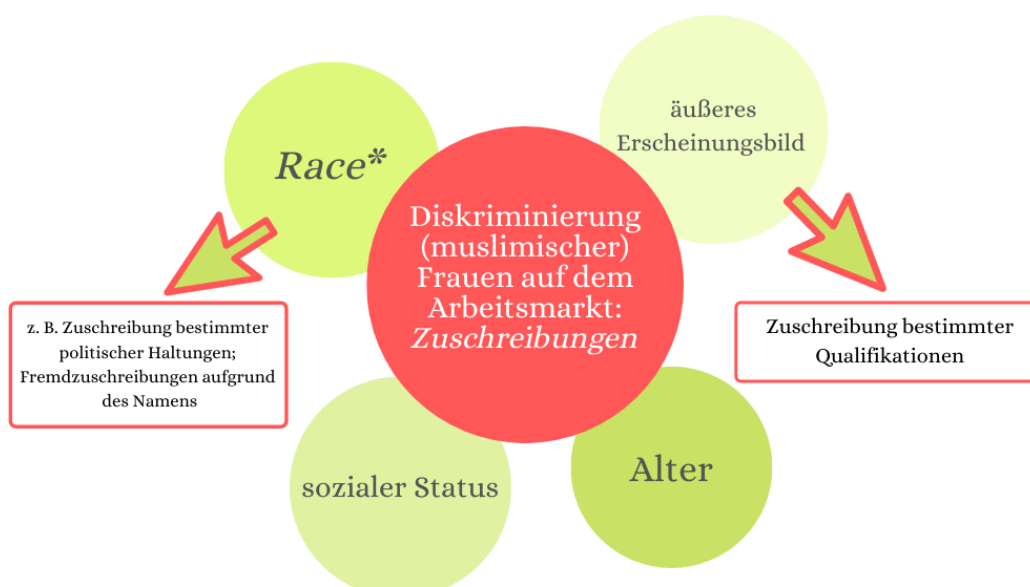 äußeres
Erscheinungsbild
Race*
Diskriminierung
(muslimischer)
Frauen auf dem
Arbeitsmarkt:
Zuschreibungen
z. B. Zuschreibung bestimmter
politischer Haltungen;
Fremdzuschreibungen aufgrund
des Namens
Zuschreibung bestimmter
Qualifikationen
sozialer Status
Alter